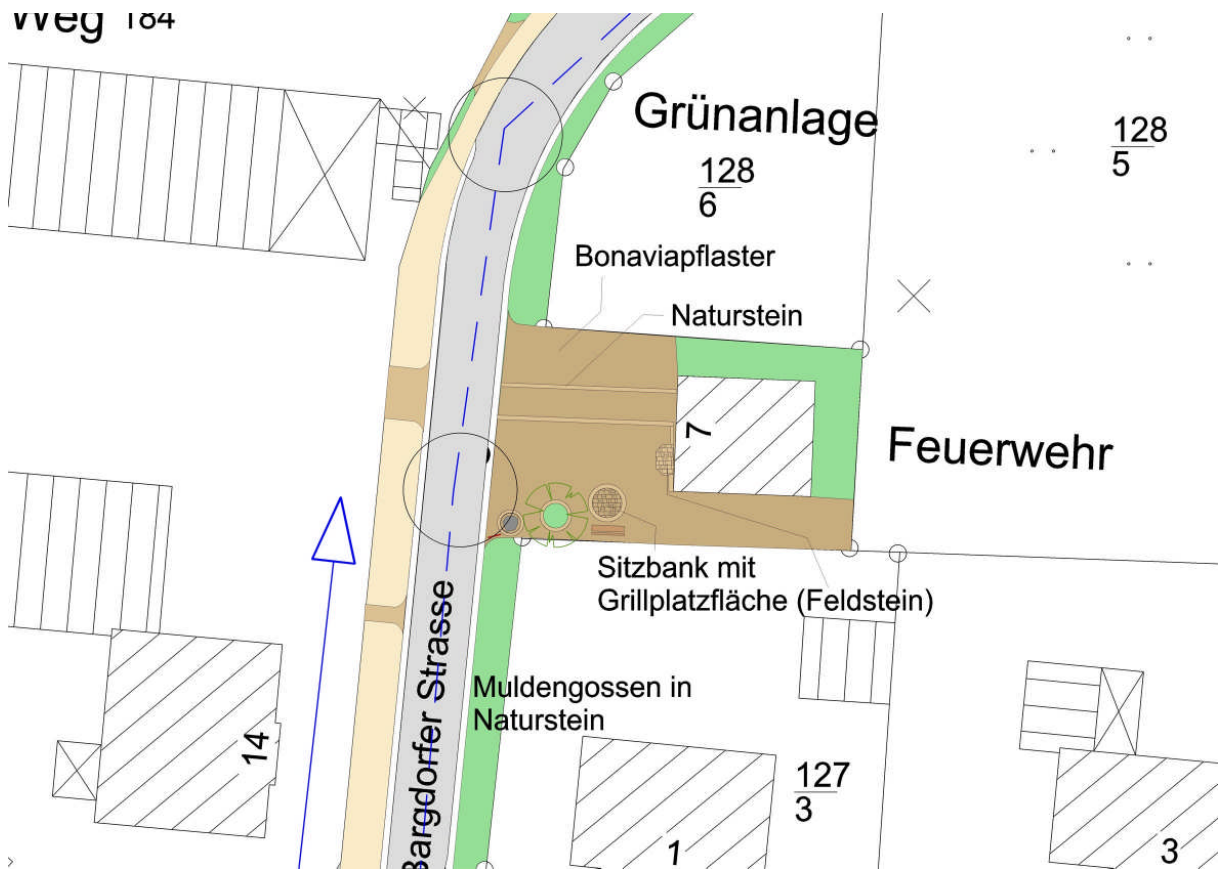 Weg 184
Grünanlage
128
6
128
5
Bonaviapflaster
Naturstein
7
Feuerwehr
Sitzbank mit
Grillplatzfläche (Feldstein)
Bargdorfer Strasse
Muldengossen in
Naturstein
14
127
3
1
3